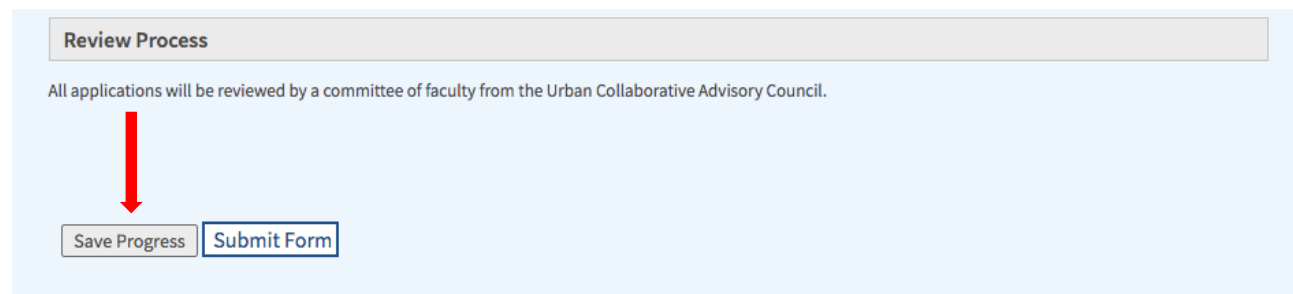 Review Process
All applications will be reviewed by a committee of faculty from the Urban Collaborative Advisory Council.
Save Progress Submit Form